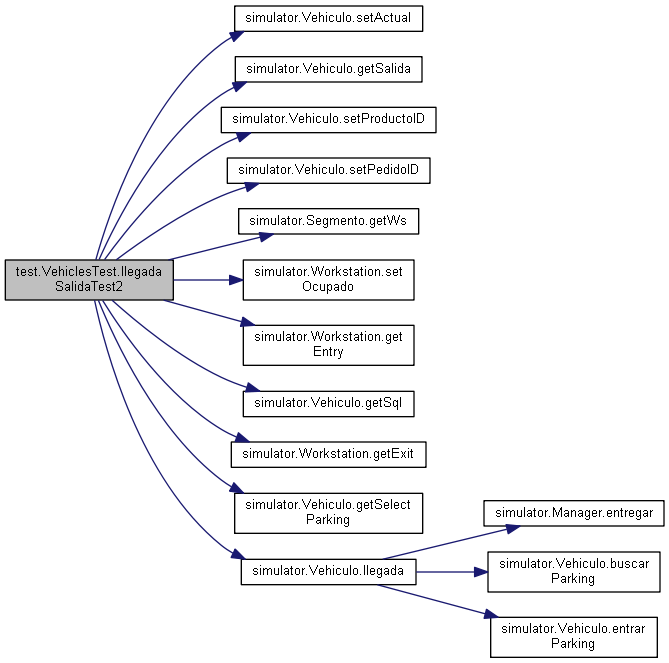 simulator.Vehiculo.setActual
simulator.Vehiculo.getSalida
simulator.Vehiculo.setProductoID
simulator.Vehiculo.setPedidoID
simulator.Segmento.getWs
test.VehiclesTest.llegada
SalidaTest2
simulator.Workstation.set
Ocupado
simulator.Workstation.get
Entry
simulator.Vehiculo.getSql
simulator.Workstation.getExit
simulator.Vehiculo.getSelect
Parking
simulator.Vehiculo.llegada
simulator.Manager.entregar
simulator.Vehiculo.buscar
Parking
simulator.Vehiculo.entrar
Parking